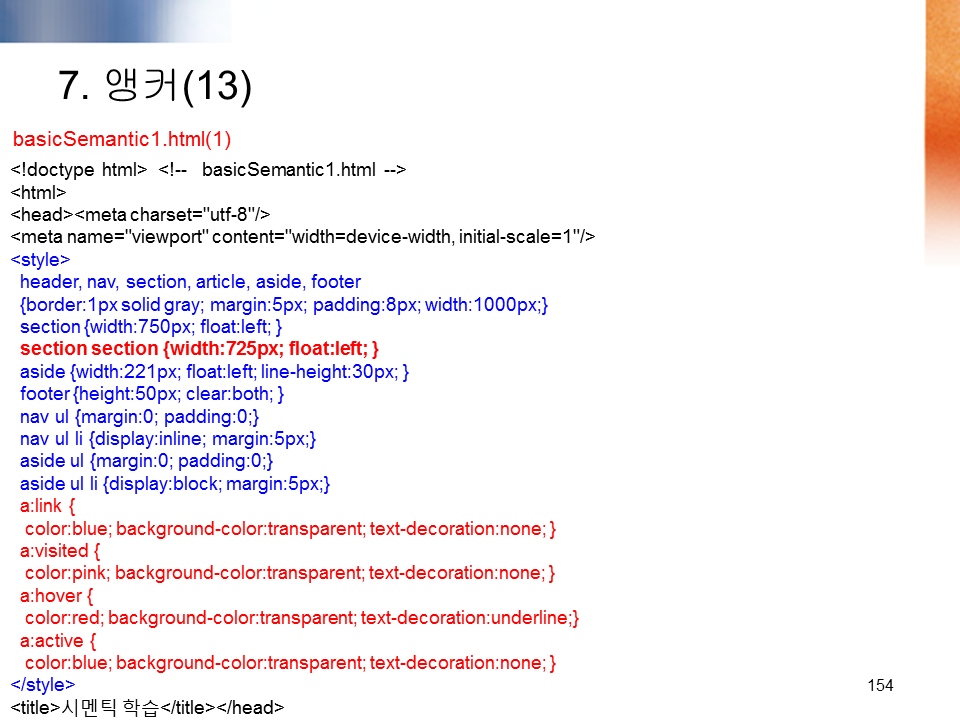 7. 앵커(13)
basicSemantic1.html(1)
<!doctype html> <!-- basicSemantic1.html -->
<html>
<head><meta charset="utf-8"/>
<meta name="viewport" content="width=device-width, initial-scale=1"/>
<style>
header, nav, section, article, aside, footer
{border:1px solid gray; margin:5px; padding:8px; width:1000px;}
section {width:750px; float:left; }
section section {width:725px; float:left; }
aside {width:221px; float:left; line-height:30px; }
footer {height:50px; clear:both; }
nav ul {margin:0; padding:0;}
nav ul li {display:inline; margin:5px;}
aside ul {margin:0; padding:0;}
aside ul li {display:block; margin:5px;}
a:link {
color:blue; background-color:transparent; text-decoration:none; }
a:visited {
color:pink; background-color:transparent; text-decoration:none; }
a:hover {
color:red; background-color:transparent; text-decoration:underline;}
a:active {
color:blue; background-color:transparent; text-decoration:none; }
</style>
<title>시멘틱 학습</title></head>
154